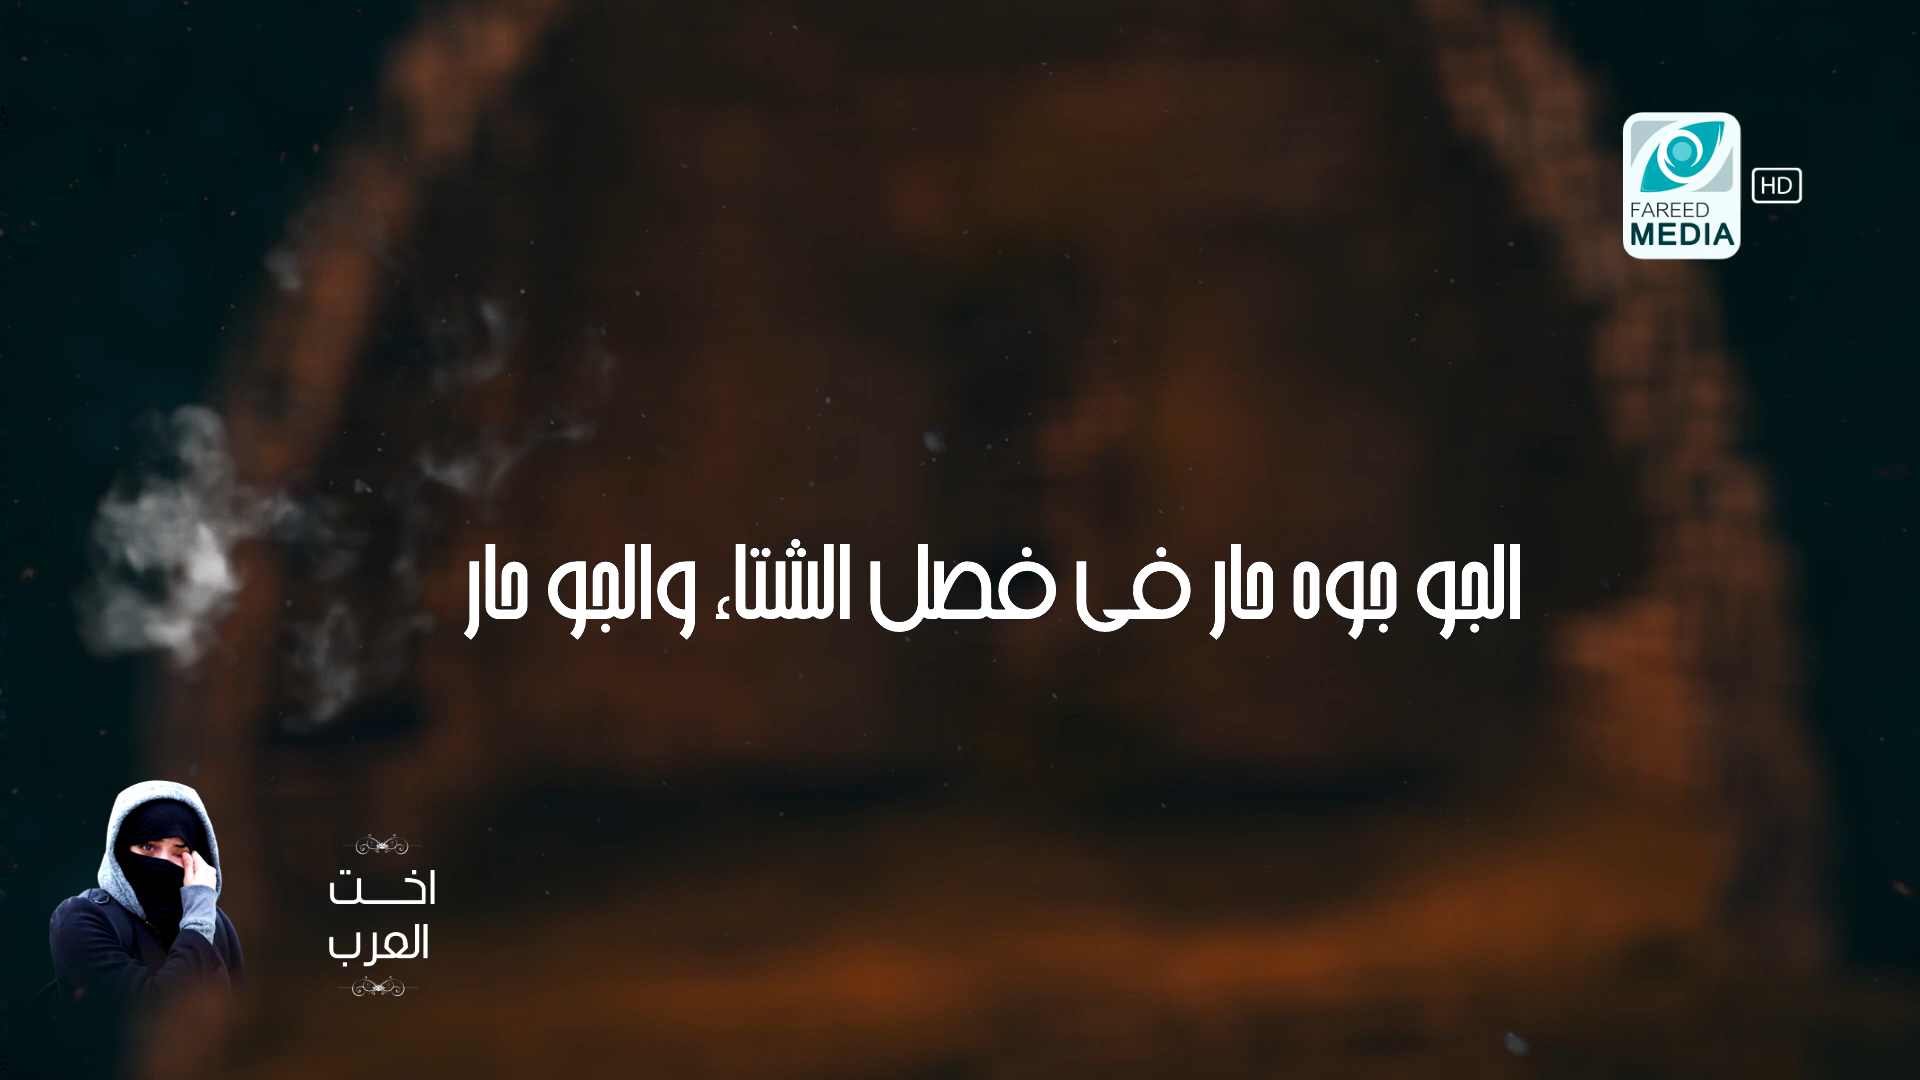 FAREED
MEDIA
HD
الجو جوه حار فى فصل الشتاء والجو حار
اخـــت
العرب